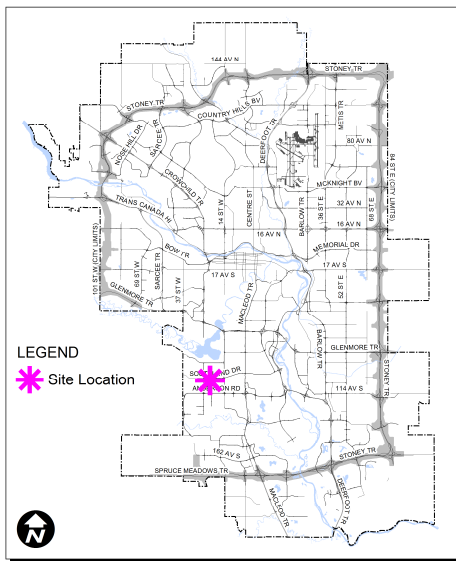 144 AV N
STONEY TR
STONEY TR
COUNTRY HILLS BV
METIS TR
DEERFOOT TR
NOSE HILL DR
SARCEE TR
80 AV N
84 ST E (CITY LIMITS)
CROWCHILD TR
MCKNIGHT BV
TRANS CANADA HI
14 ST W
CENTRE ST
BARLOW TR
36 ST E
32 AV N
68 ST E
16 AV N
16 AV N
BOW TR
MEMORIAL DR
101 ST W (CITY LIMITS)
69 ST W
SARCEE TR
37 ST W
17 AV S
17 AV S
MACLEOD TR
52 ST E
GLENMORE TR
BARLOW TR
GLENMORE TR
STONEY TR
LEGEND
Site Location
ANDERSON RD
114 AV S
162 AV S
STONEY TR
SPRUCE MEADOWS TR
MACLEOD TR
DEERFOOT TR
N